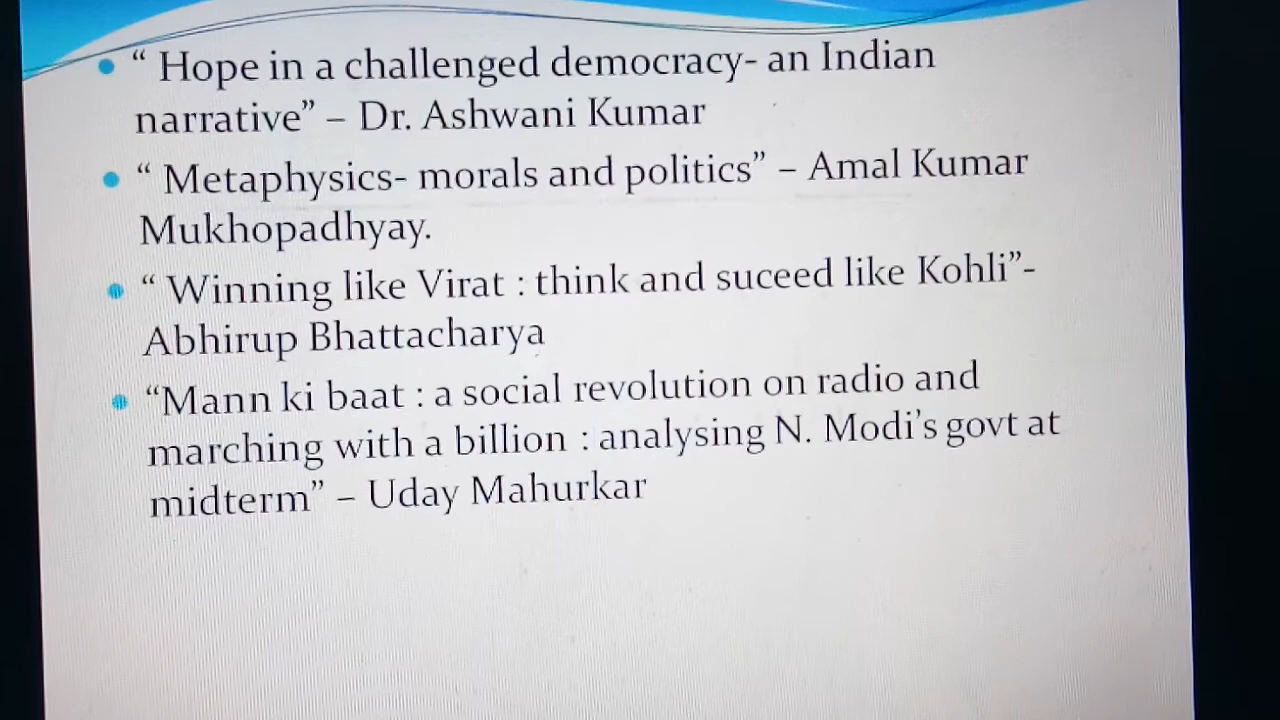 • “ Hope in a challenged democracy- an Indian
narrative” – Dr. Ashwani Kumar
• “ Metaphysics- morals and politics” – Amal Kumar
Mukhopadhyay.
• “ Winning like Virat : think and suceed like Kohli”-
Abhirup Bhattacharya
• “Mann ki baat : a social revolution on radio and
marching with a billion : analysing N. Modi’s govt at
midterm” – Uday Mahurkar